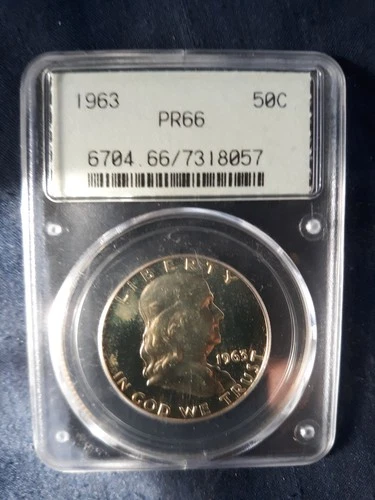 1963 50C
PR66
6704.66/7318057
LIBERTY
1963
IN GOD WE TRUST